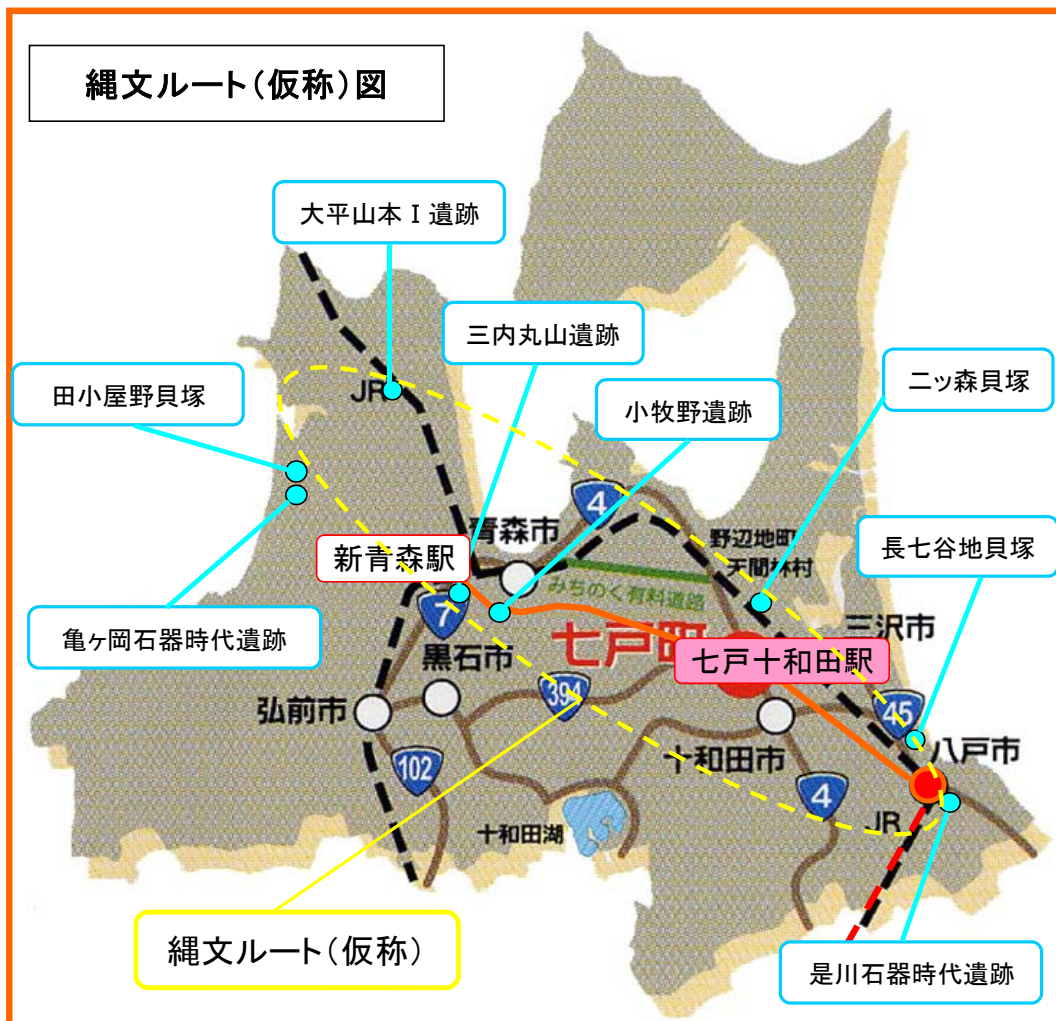 縄文ルート(仮称)図
大平山本Ⅰ遺跡
三内丸山遺跡
田小屋野貝塚
JR
小牧野遺跡
二ッ森貝塚
4
青森市
野辺地町
天間林村
長七谷地貝塚
新青森駅
みちのく有料道路
亀ヶ岡石器時代遺跡
7
黒石市
七戸町
三沢市
七戸十和田駅
394
弘前市
45
十和田市
八戸市
102
4
JR
十和田湖
縄文ルート(仮称)
是川石器時代遺跡